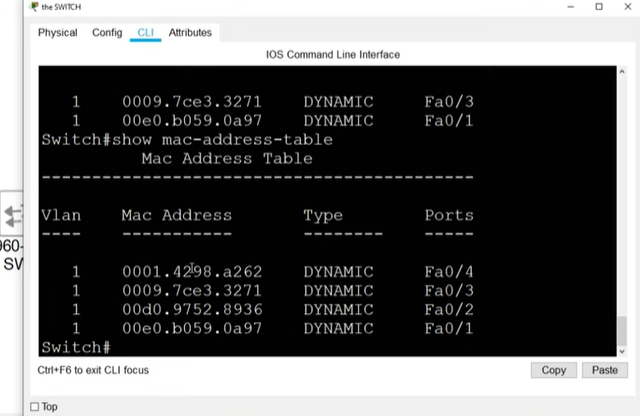 the SWITCH
Physical Config CLI Attributes
IOS Command Line Interface
1 0009.7ce3.3271 DYNAMIC Fa0/3
1 00e0.b059.0a97 DYNAMIC Fa0/1
Switch#show mac-address-table
Mac Address Table
-------------------------------------------
Vlan Mac Address Type Ports
---- ----------- -------- -----
1 0001.4298.a262 DYNAMIC Fa0/4
1 0009.7ce3.3271 DYNAMIC Fa0/3
1 00d0.9752.8936 DYNAMIC Fa0/2
1 00e0.b059.0a97 DYNAMIC Fa0/1
Switch#
Ctrl+F6 to exit CLI focus
Copy Paste
Top
960-
SW